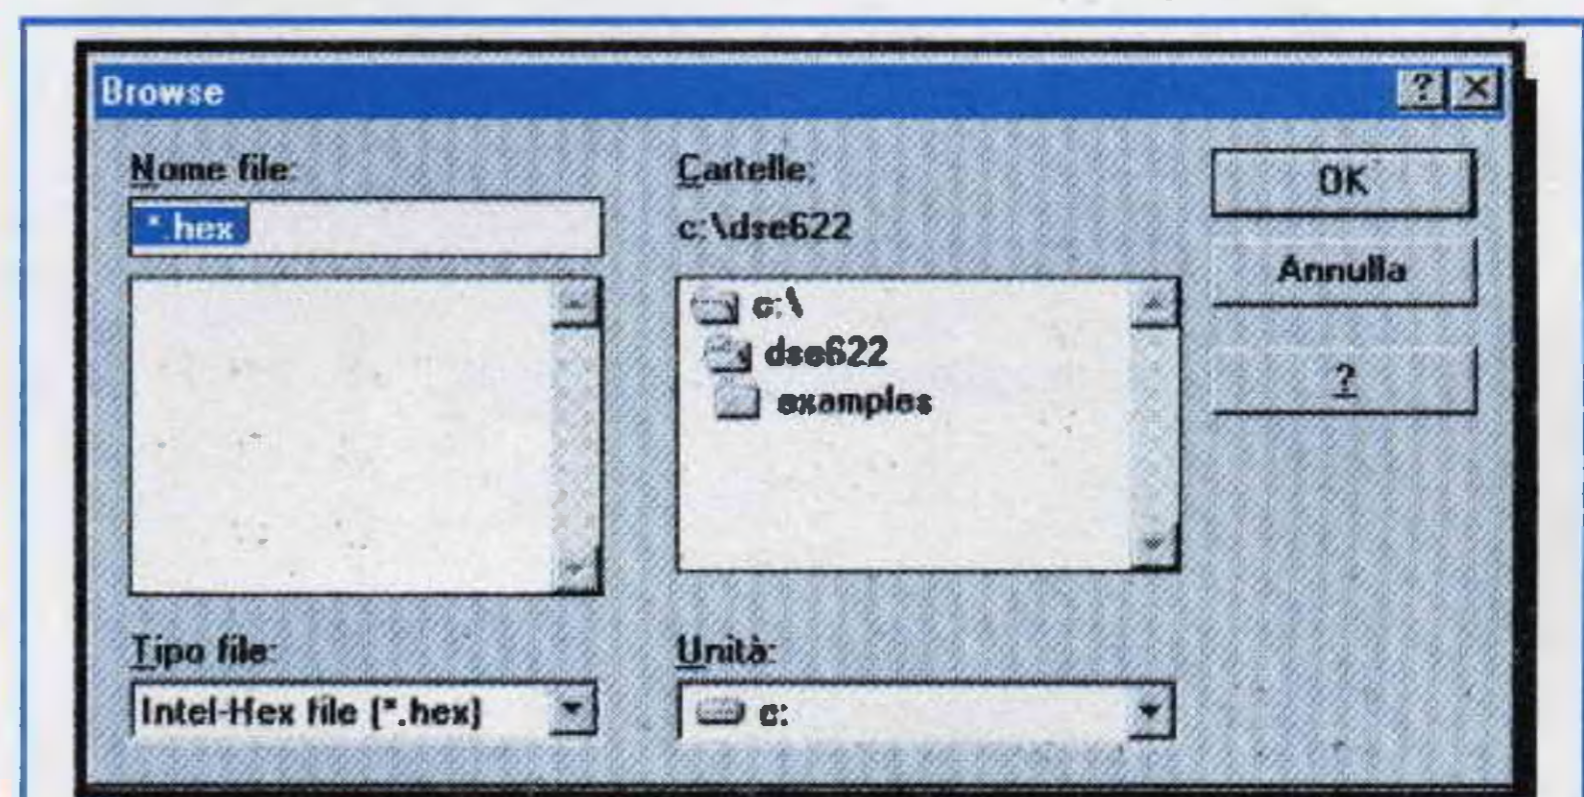 Browse
? ×
Nome file:
*.hex
Cartelle:
c:\dse622
c:\
dse622
examples
OK
Annulla
?
Tipo file:
Intel-Hex file (*.hex)
Unità:
c: